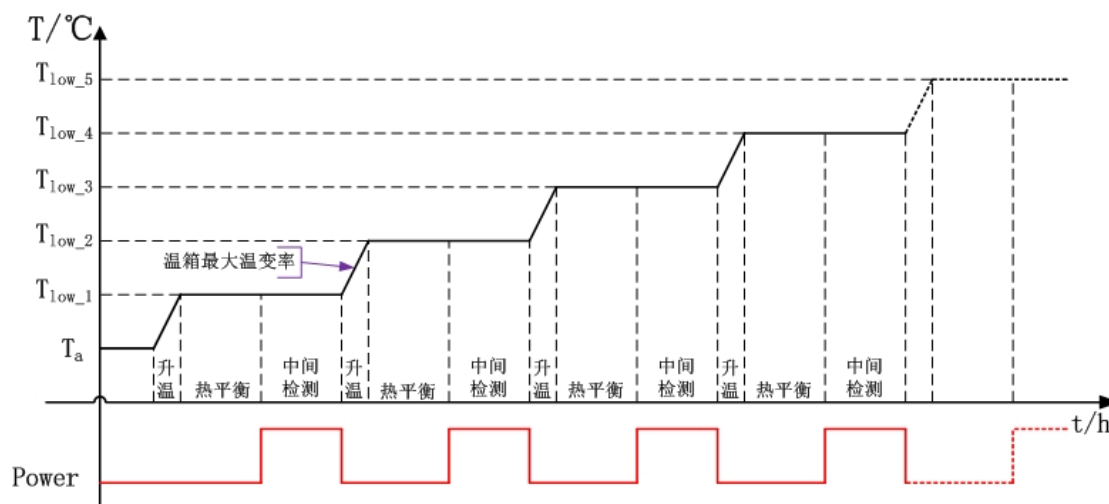 T/℃
T_low_5
T_low_4
T_low_3
T_low_2
温箱最大温变率
T_low_1
T_a
升温
热平衡
中间检测
升温
热平衡
中间检测
升温
热平衡
中间检测
升温
热平衡
中间检测
t/h
Power